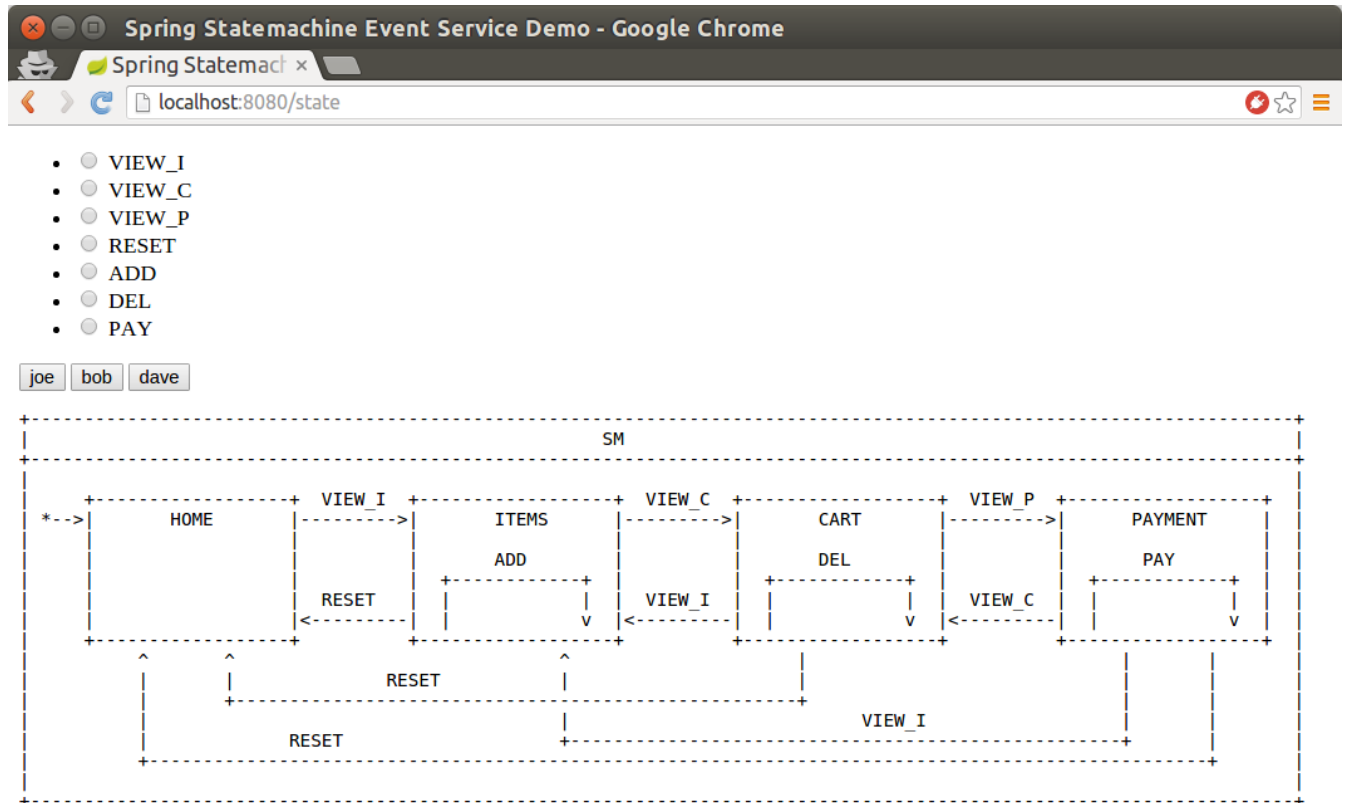 Spring Statemachine Event Service Demo - Google Chrome
Spring Statemach
localhost:8080/state
VIEW_I
VIEW_C
VIEW_P
RESET
ADD
DEL
PAY
joe bob dave
SM
VIEW_I VIEW_C VIEW_P
*-->| HOME |--------->| ITEMS |--------->| CART |--------->| PAYMENT
ADD DEL PAY
RESET VIEW_I VIEW_C
|<---------| | v |<---------| | v |<---------| | v |
^ ^ ^
RESET
VIEW_I
RESET